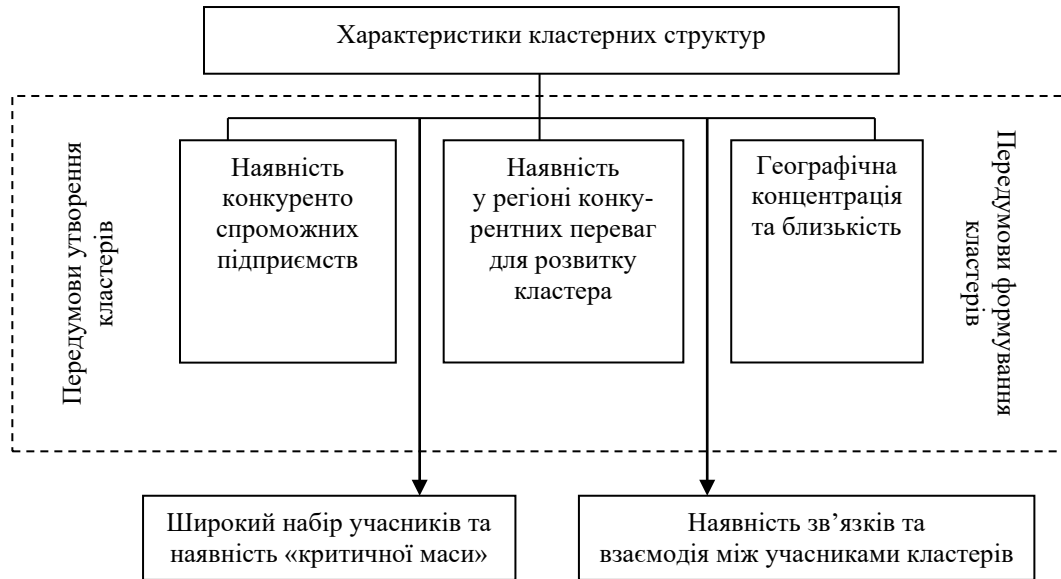 Характеристики кластерних структур
Передумови утворення
кластерів
Наявність
конкуренто
спроможних
підприємств
Наявність
у регіоні конку-
рентних переваг
для розвитку
кластера
Географічна
концентрація
та близькість
Передумови формування
кластерів
Широкий набір учасників та
наявність «критичної маси»
Наявність зв’язків та
взаємодія між учасниками кластерів